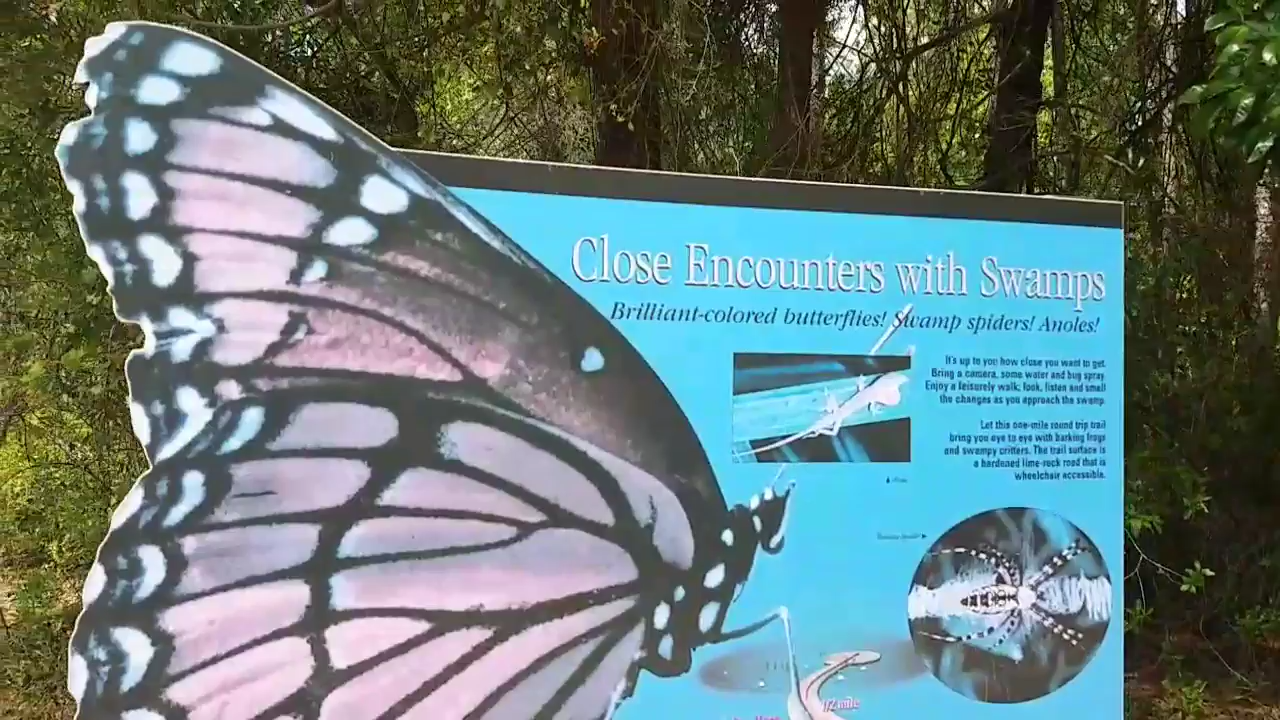 Close Encounters with Swamps
Brilliant-colored butterflies! Swamp spiders! Anoles!
It's up to you how close you want to get.
Bring a camera, some water and bug spray.
Enjoy a leisurely walk; look, listen and smell
the changes as you approach the swamp.
Let this one-mile round trip trail
bring you eye to eye with barking frogs
and swampy critters. The trail surface is
a hardened lime-rock road that is
wheelchair accessible.
1/2 mile